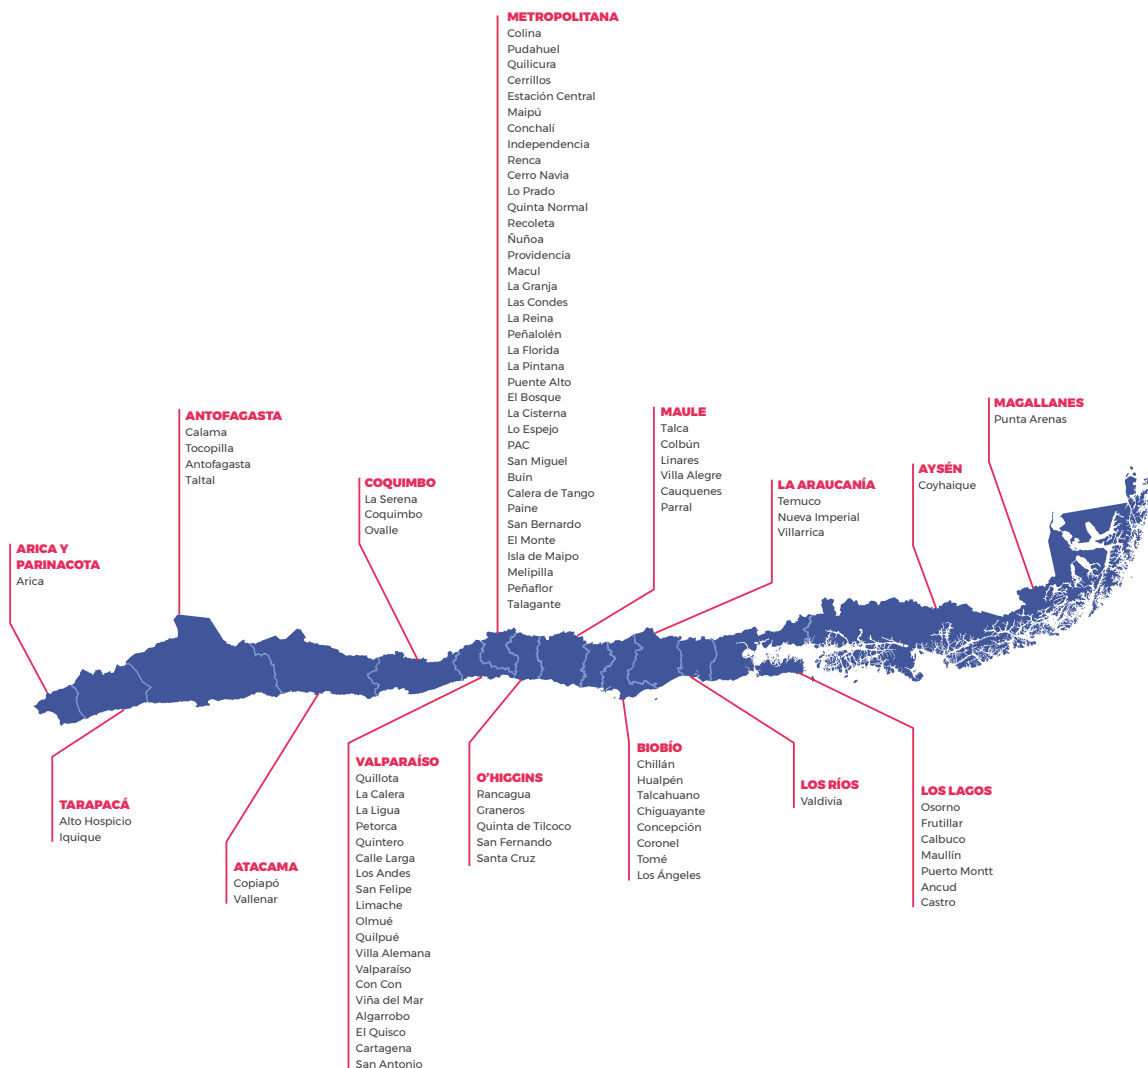 METROPOLITANA
Colina
Pudahuel
Quilicura
Cerrillos
Estación Central
Maipú
Conchalí
Independencia
Renca
Cerro Navia
Lo Prado
Quinta Normal
Recoleta
Ñuñoa
Providencia
Macul
La Granja
Las Condes
La Reina
Peñalolén
La Florida
La Pintana
Puente Alto
El Bosque
La Cisterna
Lo Espejo
PAC
San Miguel
Buin
Calera de Tango
Paine
San Bernardo
El Monte
Isla de Maipo
Melipilla
Peñaflor
Talagante
ARICA Y
PARINACOTA
Arica
ANTOFAGASTA
Calama
Tocopilla
Antofagasta
Taltal
COQUIMBO
La Serena
Coquimbo
Ovalle
MAULE
Talca
Colbún
Linares
Villa Alegre
Cauquenes
Parral
LA ARAUCANÍA
Temuco
Nueva Imperial
Villarrica
AYSÉN
Coyhaique
MAGALLANES
Punta Arenas
TARAPACÁ
Alto Hospicio
Iquique
ATACAMA
Copiapó
Vallenar
VALPARAÍSO
Quillota
La Calera
La Ligua
Petorca
Quintero
Calle Larga
Los Andes
San Felipe
Limache
Olmué
Quilpué
Villa Alemana
Valparaíso
Con Con
Viña del Mar
Algarrobo
El Quisco
Cartagena
San Antonio
O'HIGGINS
Rancagua
Graneros
Quinta de Tilcoco
San Fernando
Santa Cruz
BIOBÍO
Chillán
Hualpén
Talcahuano
Chiguayante
Concepción
Coronel
Tomé
Los Ángeles
LOS RÍOS
Valdivia
LOS LAGOS
Osorno
Frutillar
Calbuco
Maullín
Puerto Montt
Ancud
Castro